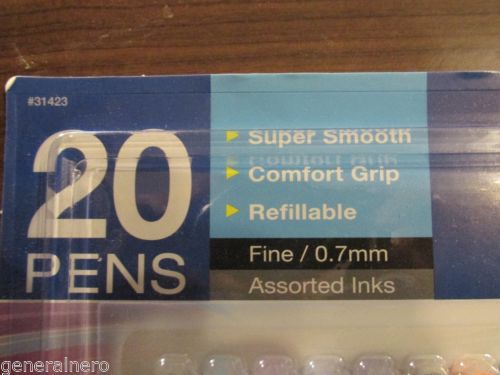 #31423
20
PENS
Super Smooth
Comfort Grip
Refillable
Fine / 0.7mm
Assorted Inks
generalnero